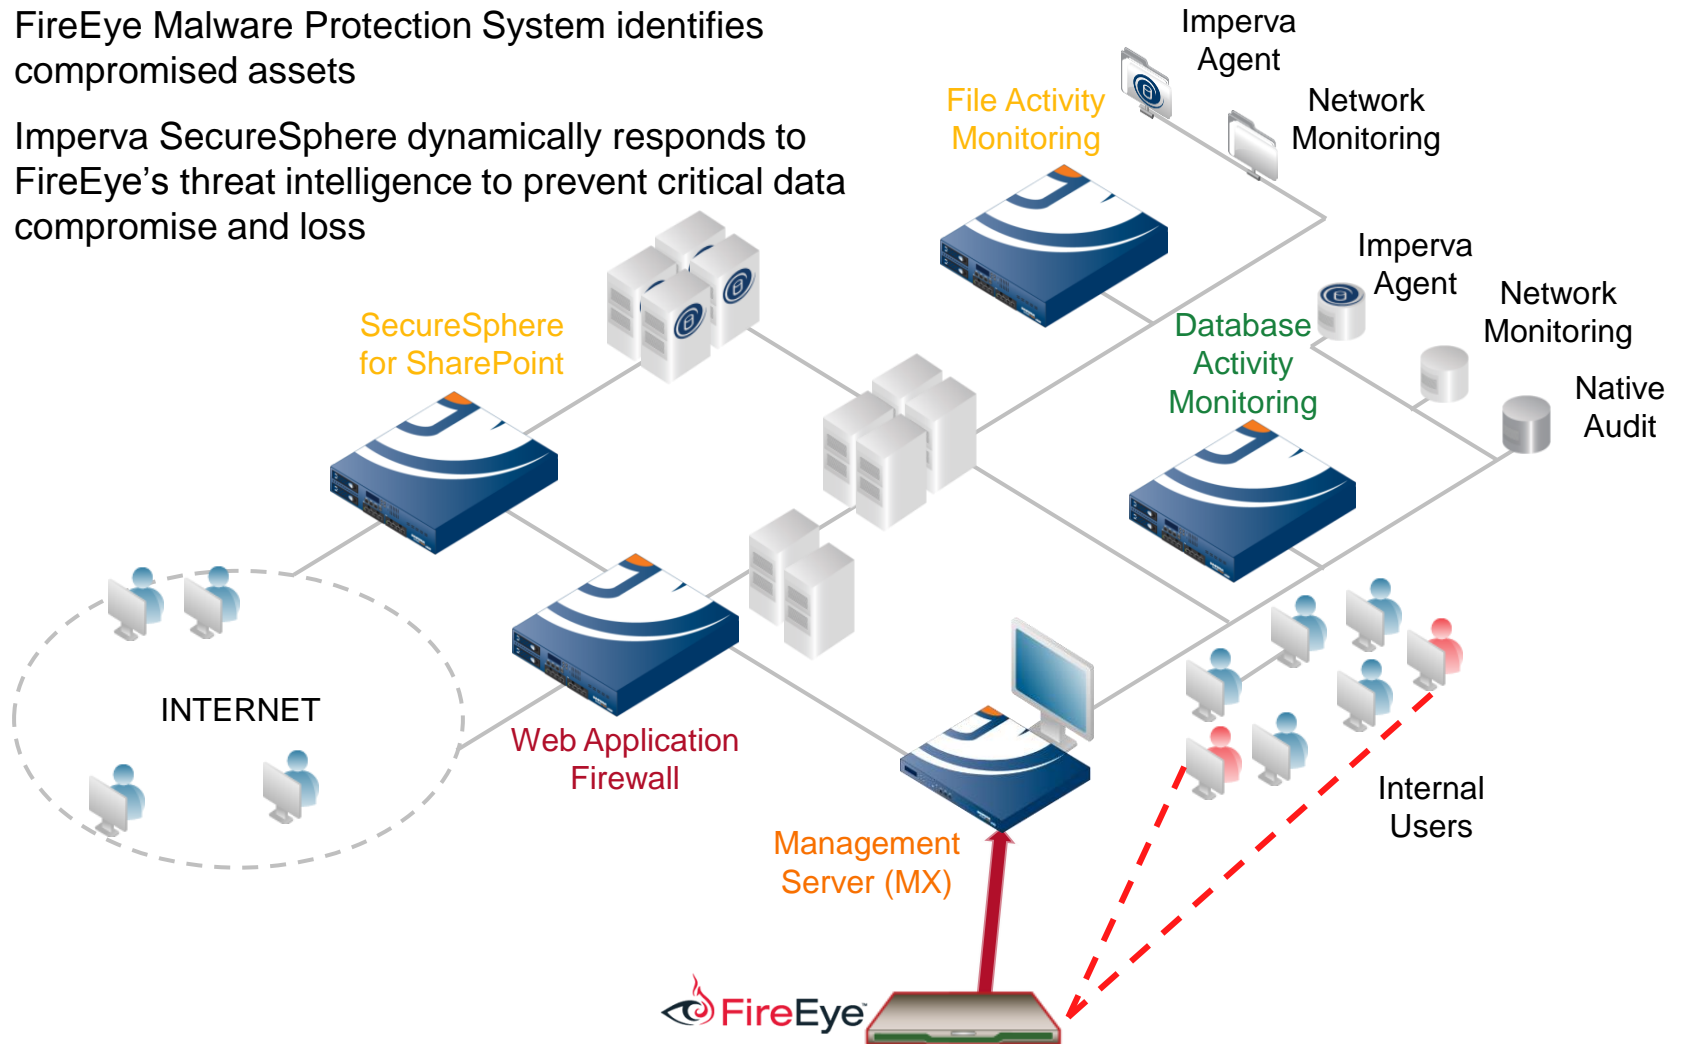 FireEye Malware Protection System identifies
compromised assets
Imperva SecureSphere dynamically responds to
FireEye’s threat intelligence to prevent critical data
compromise and loss
Imperva
Agent
File Activity
Monitoring
Network
Monitoring
Imperva
Agent
Network
Monitoring
SecureSphere
for SharePoint
Database
Activity
Monitoring
Native
Audit
INTERNET
Web Application
Firewall
Internal
Users
Management
Server (MX)
FireEye™